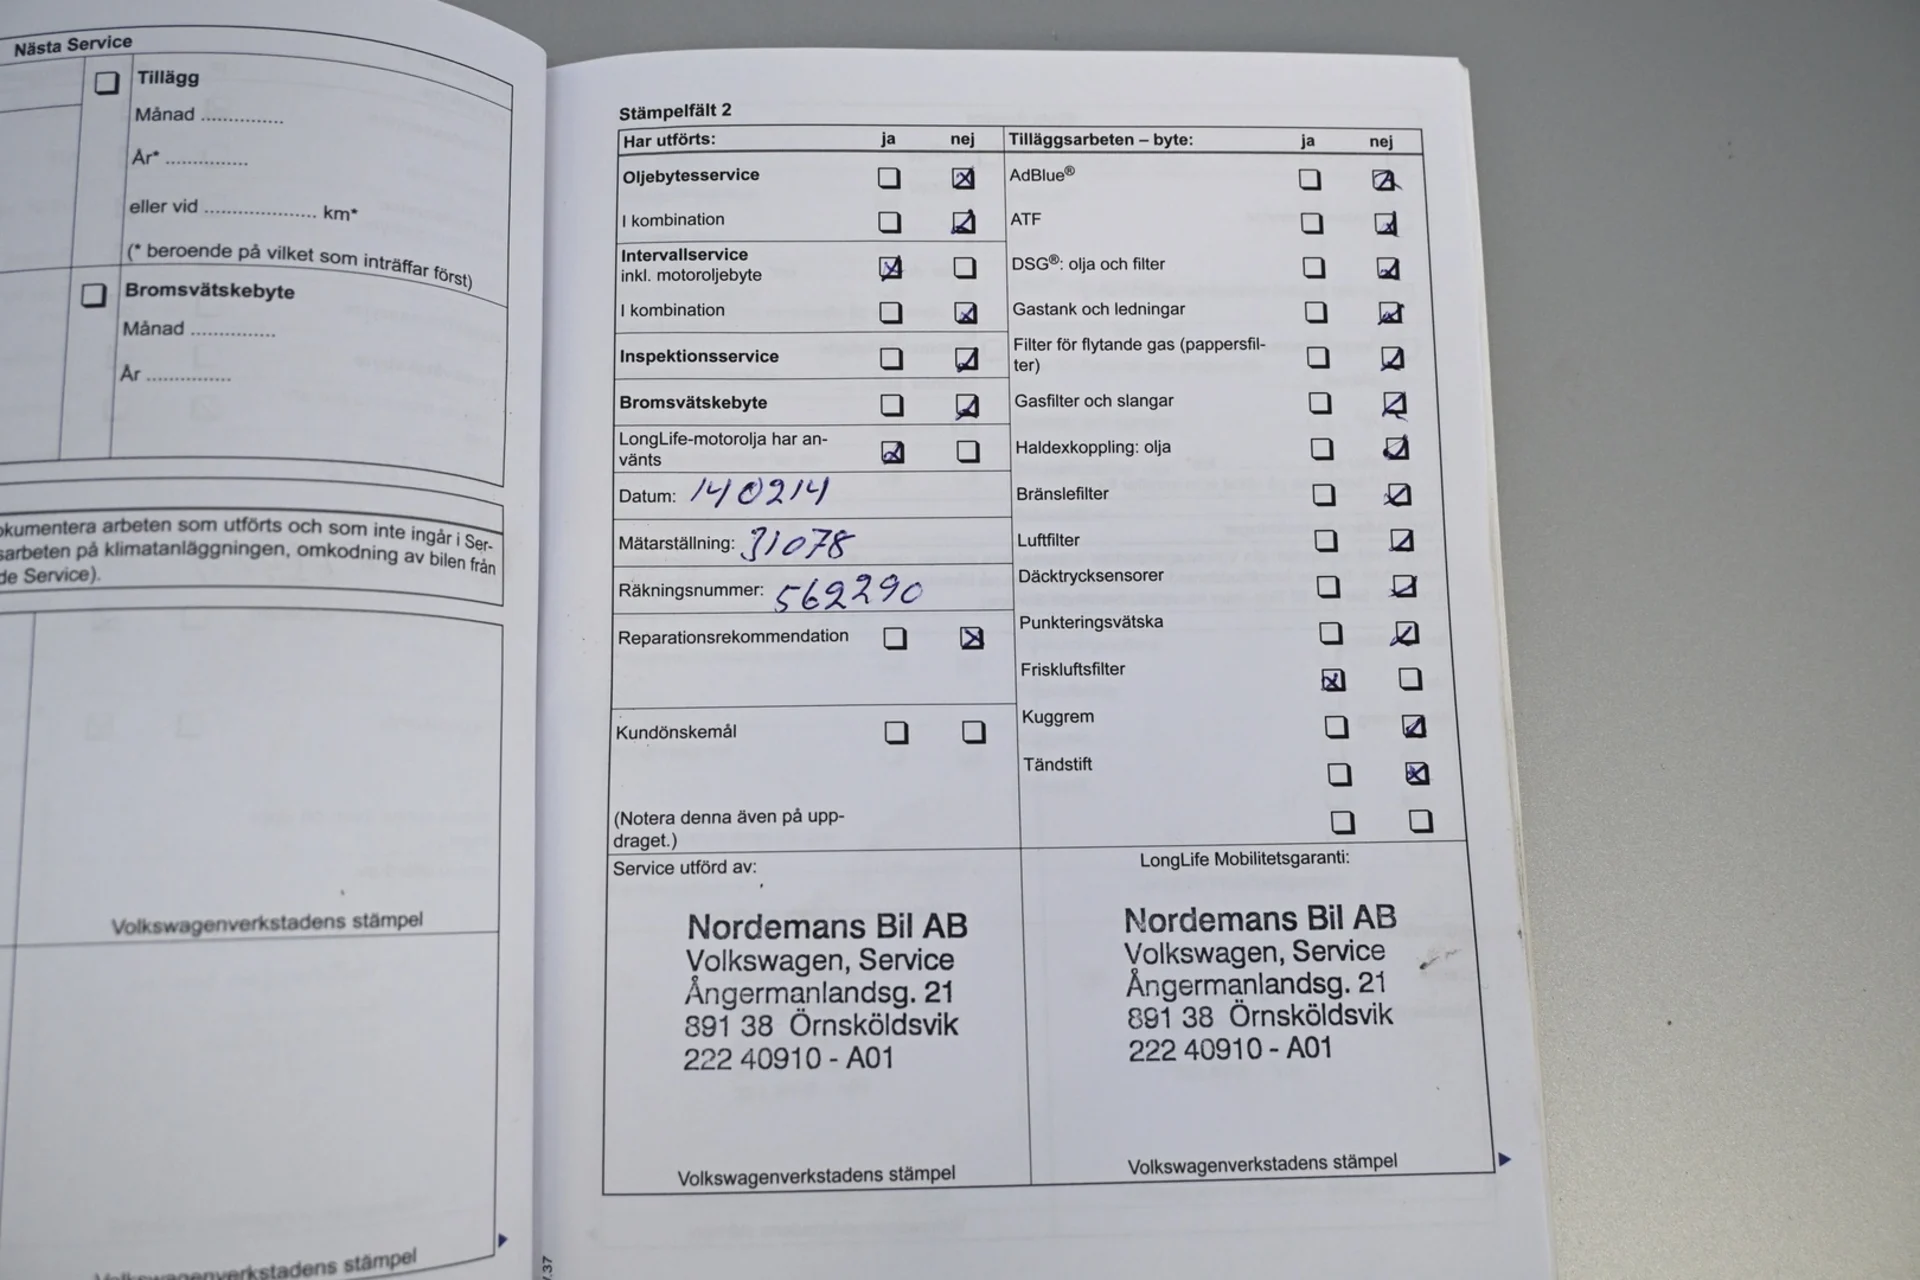 Nästa Service
Tillägg
Månad ..............
År* ..............
eller vid ................... km*
(* beroende på vilket som inträffar först)
Bromsvätskebyte
Månad ..............
År ..............
okumentera arbeten som utförts och som inte ingår i Ser-
sarbeten på klimatanläggningen, omkodning av bilen från
de Service).
Volkswagenverkstadens stämpel
Volkswagenverkstadens stämpel
Stämpelfält 2
Har utförts: ja nej
Oljebytesservice
I kombination
Intervallservice
inkl. motoroljebyte
I kombination
Inspektionsservice
Bromsvätskebyte
LongLife-motorolja har an-
vänts
Datum: 140214
Mätarställning: 31078
Räkningsnummer: 562290
Reparationsrekommendation
Kundönskemål
(Notera denna även på upp-
draget.)
Tilläggsarbeten – byte: ja nej
AdBlue®
ATF
DSG®: olja och filter
Gastank och ledningar
Filter för flytande gas (pappersfil-
ter)
Gasfilter och slangar
Haldexkoppling: olja
Bränslefilter
Luftfilter
Däcktrycksensorer
Punkteringsvätska
Friskluftsfilter
Kuggrem
Tändstift
Service utförd av:
Nordemans Bil AB
Volkswagen, Service
Ångermanlandsg. 21
891 38 Örnsköldsvik
222 40910 - A01
Volkswagenverkstadens stämpel
LongLife Mobilitetsgaranti:
Nordemans Bil AB
Volkswagen, Service
Ångermanlandsg. 21
891 38 Örnsköldsvik
222 40910 - A01
Volkswagenverkstadens stämpel